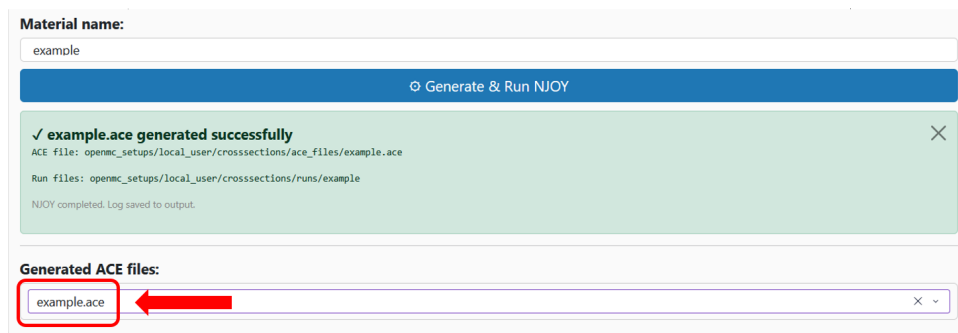 Material name:
example
⚙ Generate & Run NJOY
✓ example.ace generated successfully
ACE file: openmc_setups/local_user/crosssections/ace_files/example.ace
Run files: openmc_setups/local_user/crosssections/runs/example
NJOY completed. Log saved to output.
Generated ACE files:
example.ace